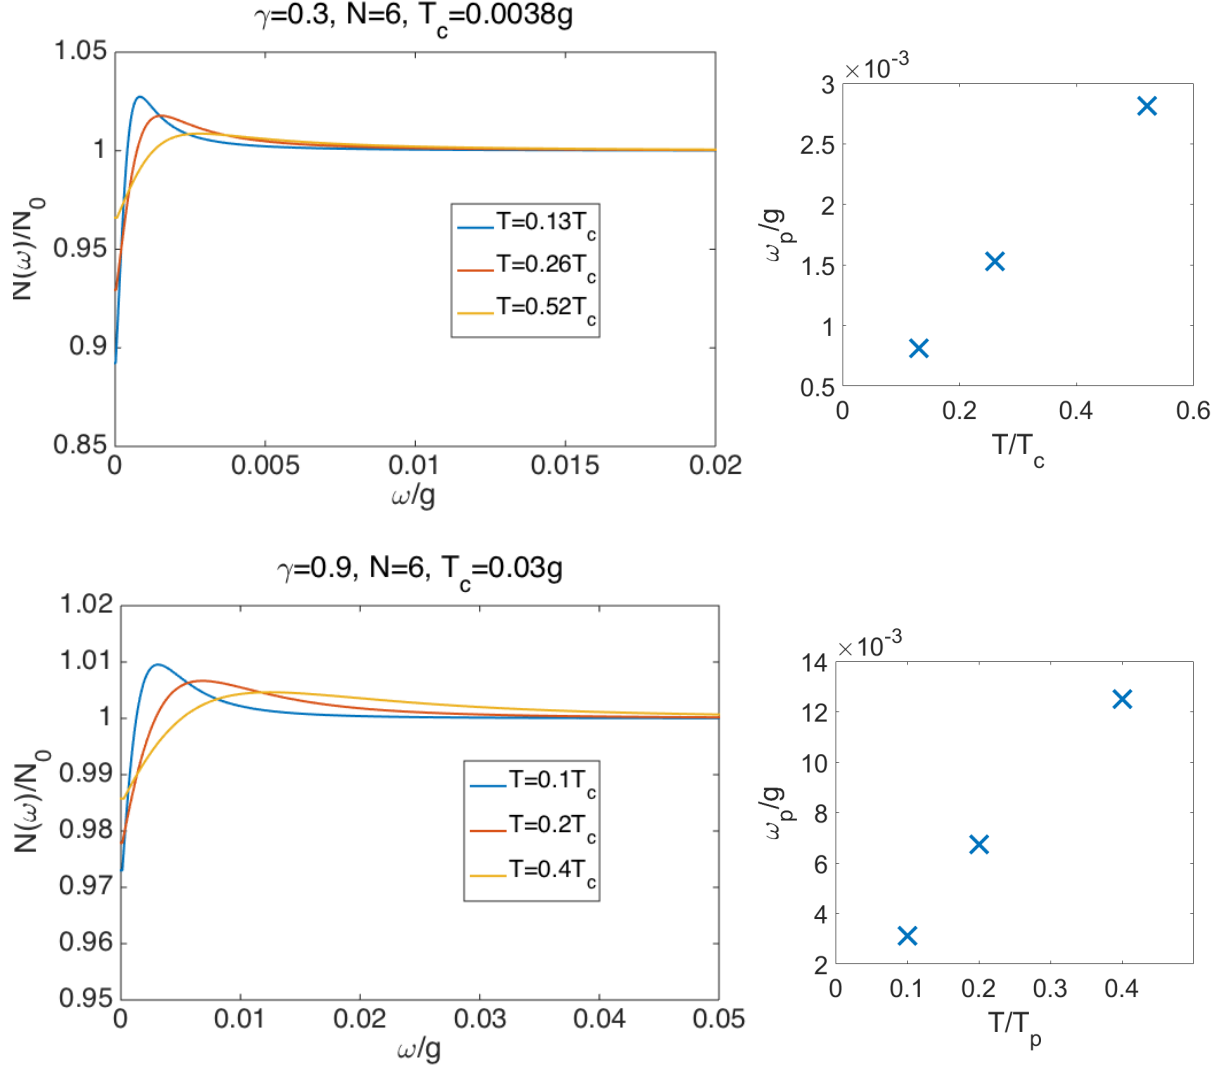 γ=0.3, N=6, T_c=0.0038g
1.05
1
0.95
0.9
0.85
N(ω)/N_0
T=0.13T_c
T=0.26T_c
T=0.52T_c
0 0.005 0.01 0.015 0.02
ω/g
×10^-3
3
2.5
2
1.5
1
0.5
ω_p/g
0 0.2 0.4 0.6
T/T_c
γ=0.9, N=6, T_c=0.03g
1.02
1.01
1
0.99
0.98
0.97
0.96
0.95
N(ω)/N_0
T=0.1T_c
T=0.2T_c
T=0.4T_c
0 0.01 0.02 0.03 0.04 0.05
ω/g
×10^-3
14
12
10
8
6
4
2
ω_p/g
0 0.1 0.2 0.3 0.4
T/T_p